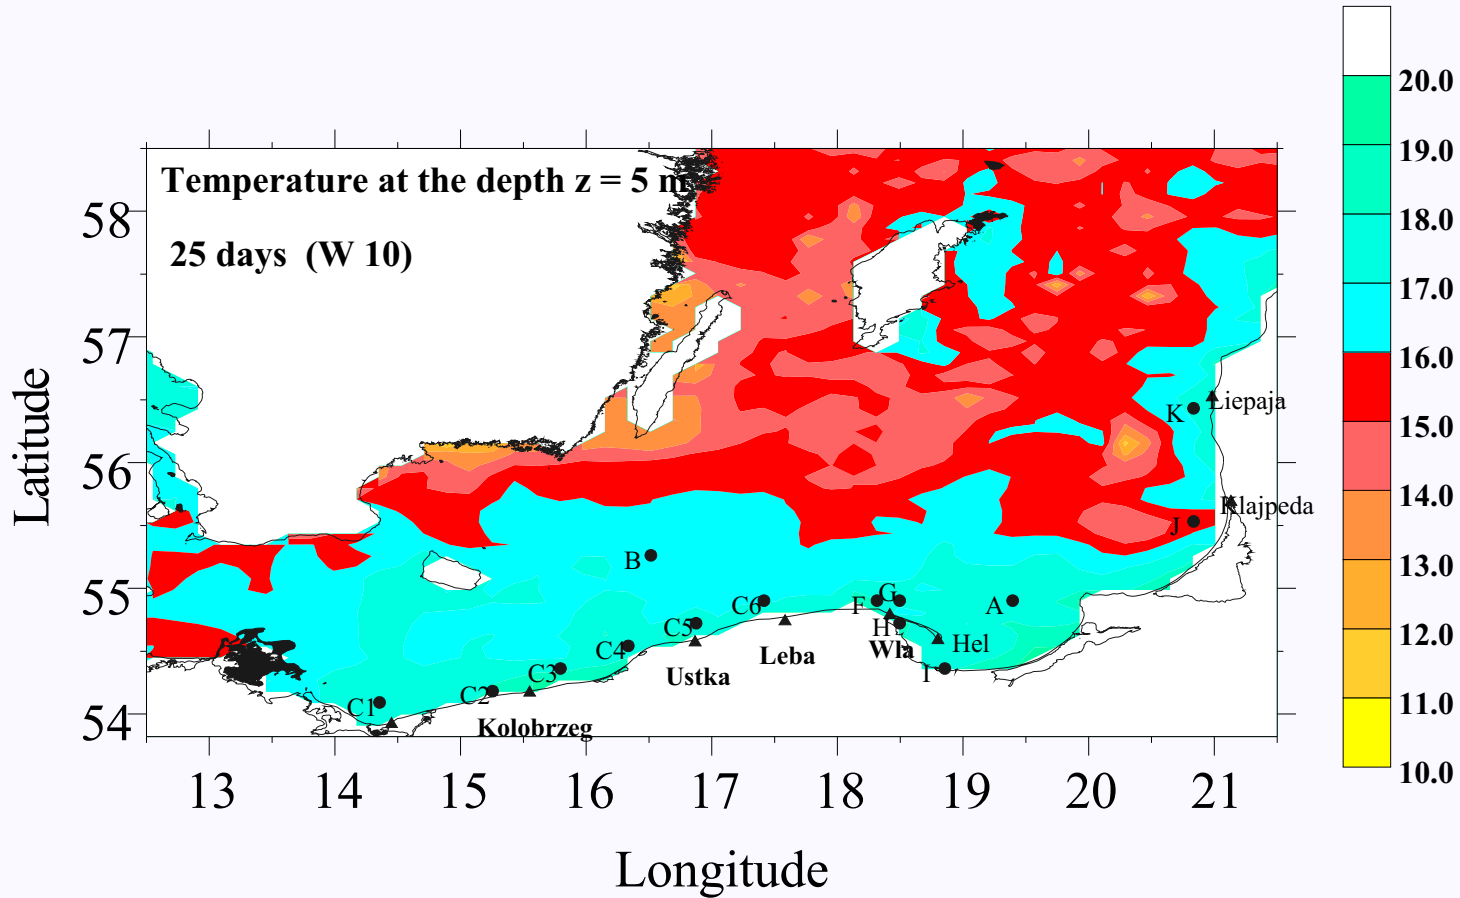 Temperature at the depth z = 5 m
25 days (W 10)
Latitude
58
57
56
55
54
13 14 15 16 17 18 19 20 21
Longitude
20.0
19.0
18.0
17.0
16.0
15.0
14.0
13.0
12.0
11.0
10.0
K
Liepaja
Klajpeda
J
B
C6
F
G
A
C5
H
Hel
C4
Wla
Leba
C3
I
Ustka
C2
C1
Kolobrzeg